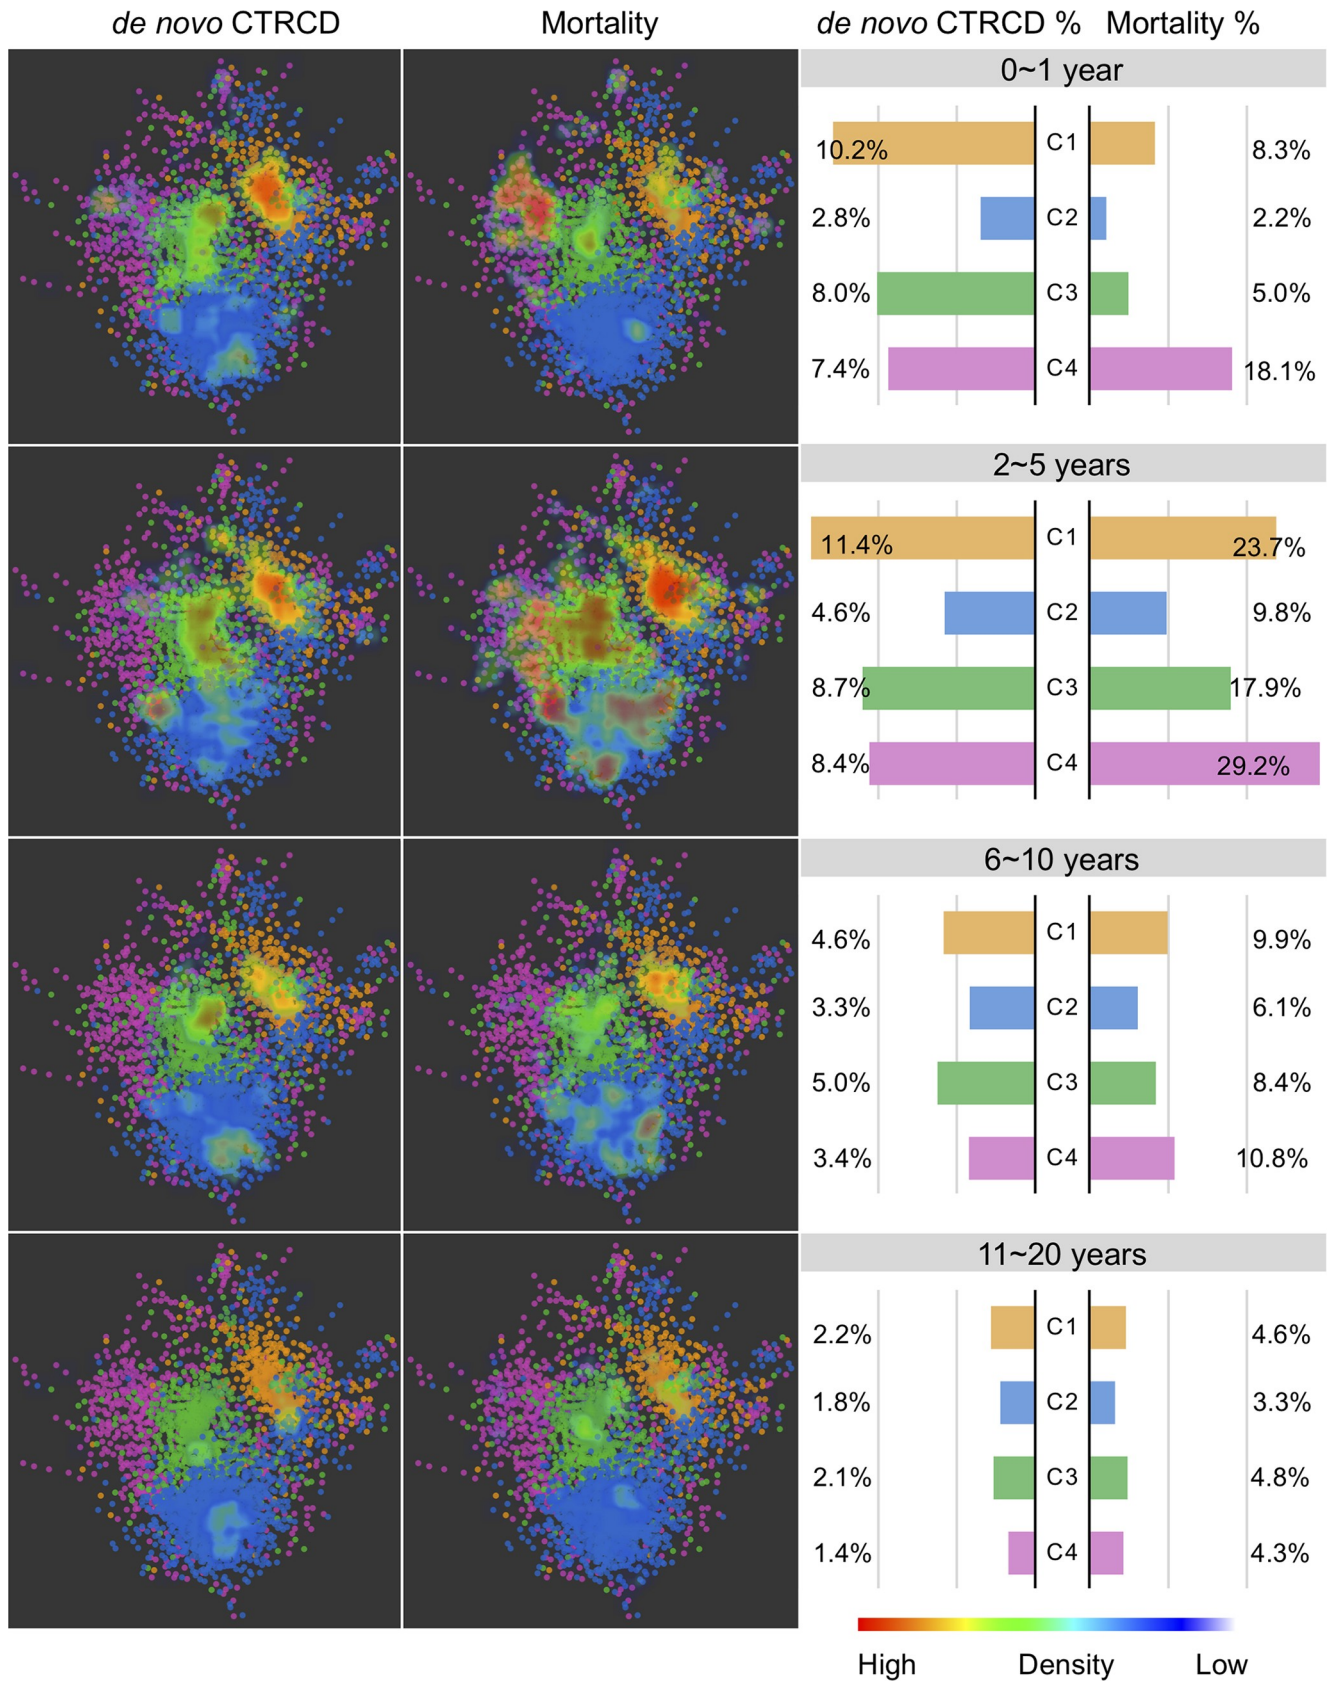 de novo CTRCD Mortality de novo CTRCD % Mortality %
0~1 year
10.2% C1 8.3%
2.8% C2 2.2%
8.0% C3 5.0%
7.4% C4 18.1%
2~5 years
11.4% C1 23.7%
4.6% C2 9.8%
8.7% C3 17.9%
8.4% C4 29.2%
6~10 years
4.6% C1 9.9%
3.3% C2 6.1%
5.0% C3 8.4%
3.4% C4 10.8%
11~20 years
2.2% C1 4.6%
1.8% C2 3.3%
2.1% C3 4.8%
1.4% C4 4.3%
High Density Low